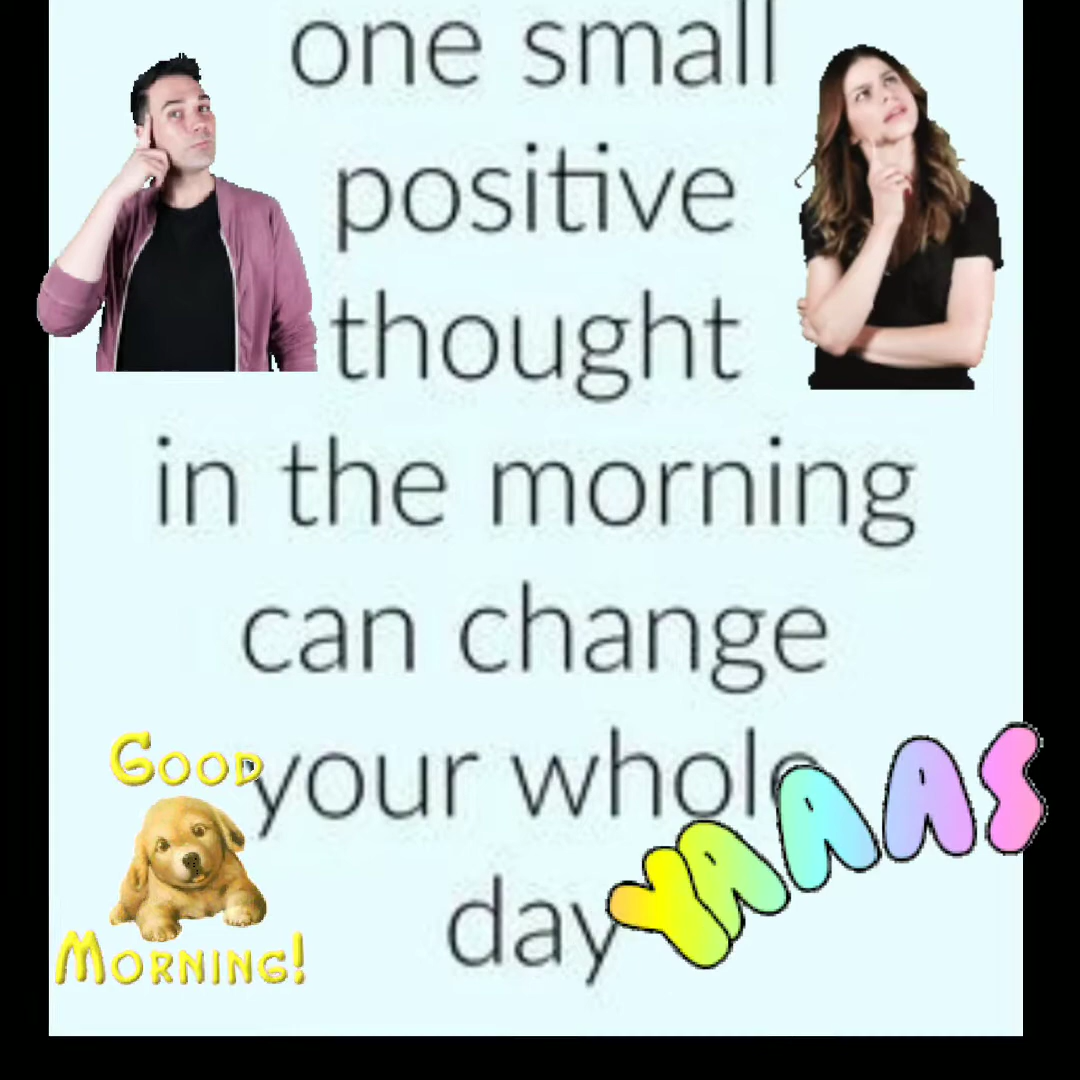 one small
positive
thought
in the morning
can change
your whole
day
GOOD
MORNING!
YAAAS